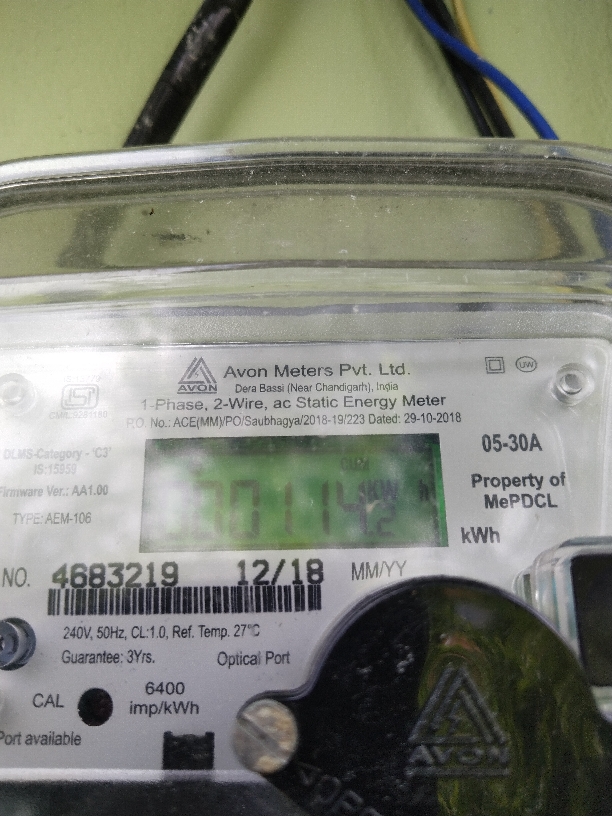 AVON
Avon Meters Pvt. Ltd.
Dera Bassi (Near Chandigarh), India
UW
1-Phase, 2-Wire, ac Static Energy Meter
P.O. No.: ACE(MM)/PO/Saubhagya/2018-19/223 Dated: 29-10-2018
DLMS-Category - 'C3'
IS:15959
Firmware Ver.: AA1.00
TYPE: AEM-106
05-30A
Property of
MePDCL
kWh
NO. 4683219 12/18 MM/YY
240V, 50Hz, CL:1.0, Ref. Temp. 27°C
Guarantee: 3Yrs. Optical Port
CAL
6400
imp/kWh
Port available
AVON